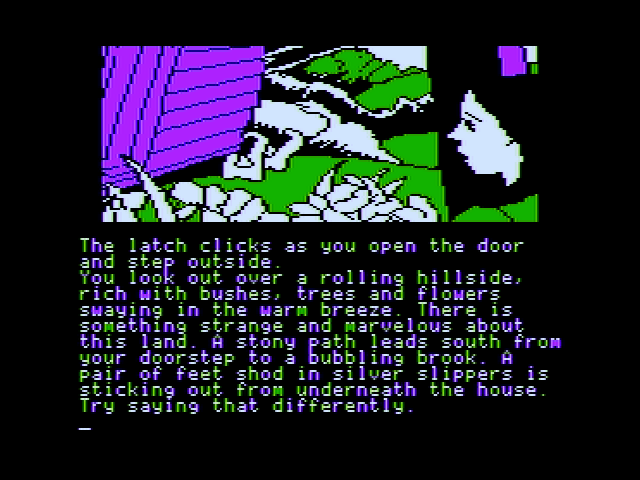 The latch clicks as you open the door
and step outside.
You look out over a rolling hillside,
rich with bushes, trees and flowers
swaying in the warm breeze. There is
something strange and marvelous about
this land. A stony path leads south from
your doorstep to a bubbling brook. A
pair of feet shod in silver slippers is
sticking out from underneath the house.
Try saying that differently.